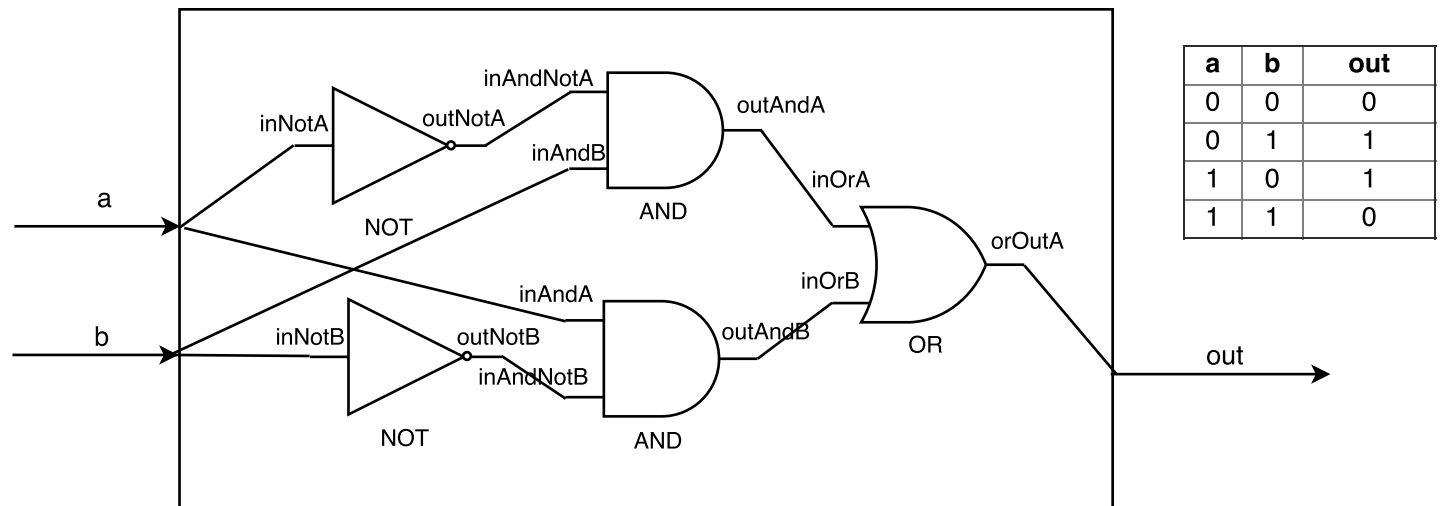 a
b
inNotA
outNotA
inAndNotA
inAndB
NOT
AND
outAndA
inOrA
inNotB
outNotB
inAndA
inAndNotB
NOT
AND
outAndB
inOrB
OR
orOutA
out
a b out
0 0 0
0 1 1
1 0 1
1 1 0